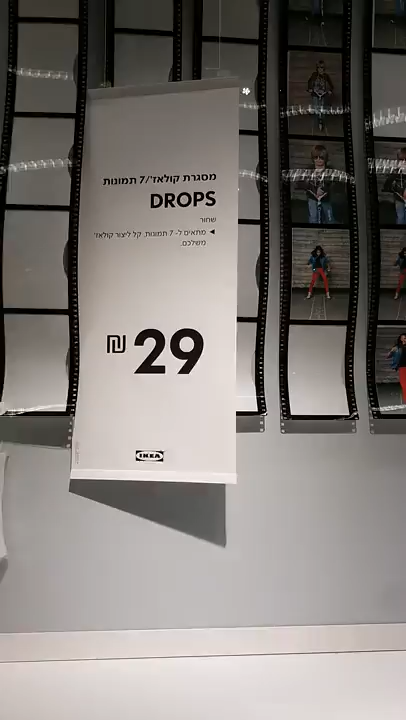 מסגרת קולאז'/7 תמונות
DROPS
שחור
◄ מתאים ל- 7 תמונות, קל ליצור קולאז'
משלכם.
₪ 29
IKEA